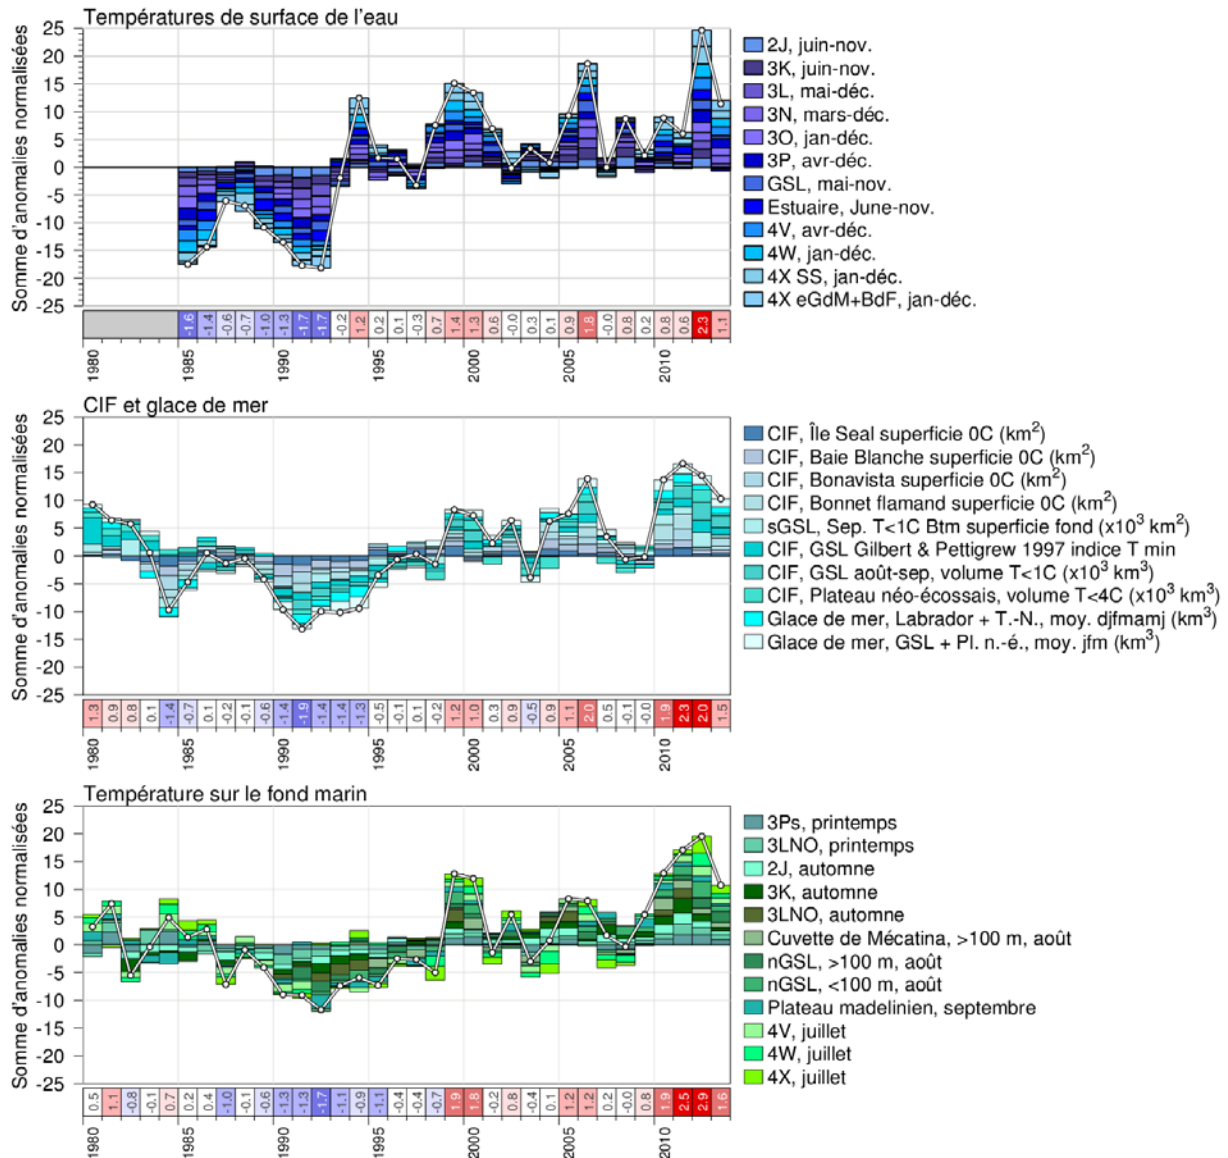 Températures de surface de l'eau
Somme d'anomalies normalisées
25
20
15
10
5
0
-5
-10
-15
-20
-25
2J, juin-nov.
3K, juin-nov.
3L, mai-déc.
3N, mars-déc.
3O, jan-déc.
3P, avr-déc.
GSL, mai-nov.
Estuaire, June-nov.
4V, avr-déc.
4W, jan-déc.
4X SS, jan-déc.
4X eGdM+BdF, jan-déc.
-1.6 -1.4 -0.6 -0.7 -1.0 -1.3 -1.7 -1.7 -0.2 1.2 0.2 0.1 -0.3 0.7 1.4 1.3 0.6 -0.0 0.3 0.1 0.9 1.8 -0.0 0.8 0.2 0.8 0.6 2.3 1.1
1980 1985 1990 1995 2000 2005 2010
CIF et glace de mer
Somme d'anomalies normalisées
25
20
15
10
5
0
-5
-10
-15
-20
-25
CIF, Île Seal superficie 0C (km²)
CIF, Baie Blanche superficie 0C (km²)
CIF, Bonavista superficie 0C (km²)
CIF, Bonnet flamand superficie 0C (km²)
sGSL, Sep. T<1C Btm superficie fond (x10³ km²)
CIF, GSL Gilbert & Pettigrew 1997 indice T min
CIF, GSL août-sep, volume T<1C (x10³ km³)
CIF, Plateau néo-écossais, volume T<4C (x10³ km³)
Glace de mer, Labrador + T.-N., moy. djfmamj (km³)
Glace de mer, GSL + Pl. n.-é., moy. jfm (km³)
1.3 0.9 0.8 0.1 -1.4 -0.7 0.1 -0.2 -0.1 -0.6 -1.4 -1.9 -1.4 -1.4 -1.3 -0.5 -0.1 0.1 -0.2 1.2 1.0 0.3 0.9 -0.5 0.9 1.1 2.0 0.5 -0.1 -0.0 1.9 2.3 2.0 1.5
1980 1985 1990 1995 2000 2005 2010
Température sur le fond marin
Somme d'anomalies normalisées
25
20
15
10
5
0
-5
-10
-15
-20
-25
3Ps, printemps
3LNO, printemps
2J, automne
3K, automne
3LNO, automne
Cuvette de Mécatina, >100 m, août
nGSL, >100 m, août
nGSL, <100 m, août
Plateau madelinien, septembre
4V, juillet
4W, juillet
4X, juillet
0.5 1.1 -0.8 -0.1 0.7 0.2 0.4 -1.0 -0.1 -0.6 -1.3 -1.3 -1.7 -1.1 -0.9 -1.1 -0.4 -0.4 -0.7 1.9 1.8 -0.2 0.8 -0.4 0.1 1.2 1.2 0.2 -0.0 0.8 1.9 2.5 2.9 1.6
1980 1985 1990 1995 2000 2005 2010